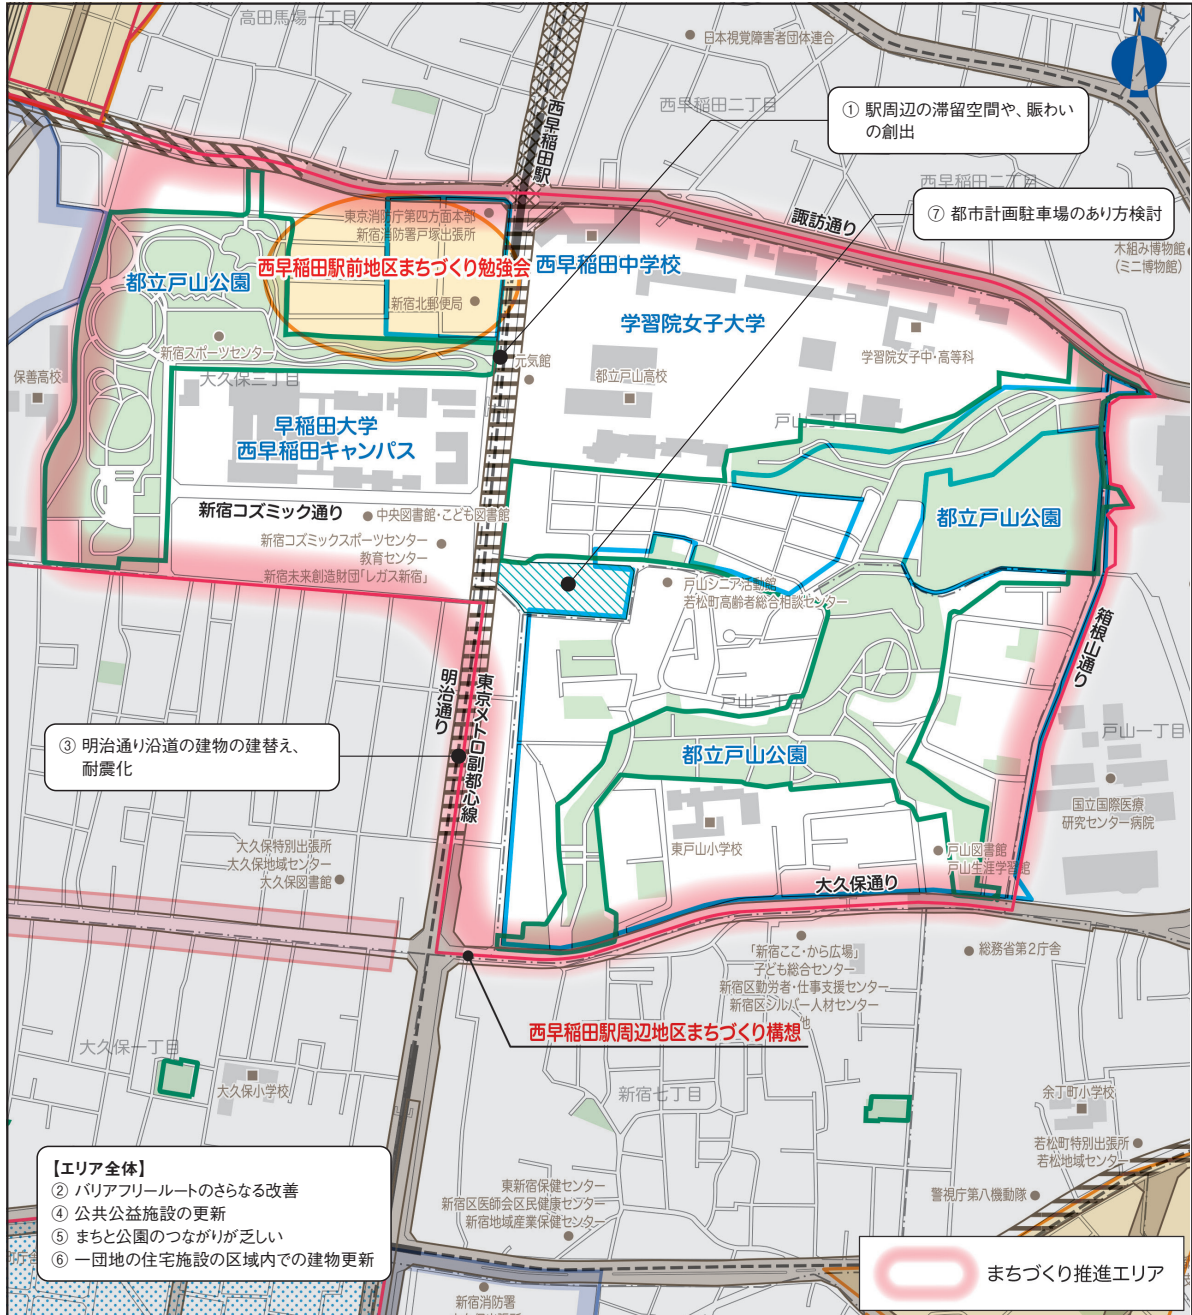 高田馬場一丁目
日本視覚障害者団体連合
N
西早稲田二丁目
① 駅周辺の滞留空間や、賑わい
の創出
西早稲田駅
西早稲田二丁目
⑦ 都市計画駐車場のあり方検討
諏訪通り
木組み博物館
(ミニ博物館)
東京消防庁第四方面本部
新宿消防署戸塚出張所
西早稲田駅前地区まちづくり勉強会
西早稲田中学校
都立戸山公園
新宿北郵便局
学習院女子大学
新宿スポーツセンター
元気館
学習院女子中・高等科
保善高校
大久保三丁目
都立戸山高校
早稲田大学
西早稲田キャンパス
戸山三丁目
新宿コズミック通り
中央図書館・こども図書館
都立戸山公園
新宿コズミックスポーツセンター
教育センター
新宿未来創造財団「レガス新宿」
戸山シニア活動館
若松町高齢者総合相談センター
箱根山通り
明治通り
東京メトロ副都心線
戸山二丁目
戸山一丁目
③ 明治通り沿道の建物の建替え、
耐震化
都立戸山公園
国立国際医療
研究センター病院
大久保特別出張所
大久保地域センター
大久保図書館
東戸山小学校
戸山図書館
戸山生涯学習館
大久保通り
「新宿ここ・から広場」
子ども総合センター
新宿区勤労者・仕事支援センター
新宿区シルバー人材センター
他
総務省第2庁舎
西早稲田駅周辺地区まちづくり構想
大久保一丁目
大久保小学校
新宿七丁目
余丁町小学校
若松町特別出張所
若松地域センター
【エリア全体】
② バリアフリールートのさらなる改善
④ 公共公益施設の更新
⑤ まちと公園のつながりが乏しい
⑥ 一団地の住宅施設の区域内での建物更新
東新宿保健センター
新宿区医師会区民健康センター
新宿地域産業保健センター
警視庁第八機動隊
まちづくり推進エリア
新宿消防署